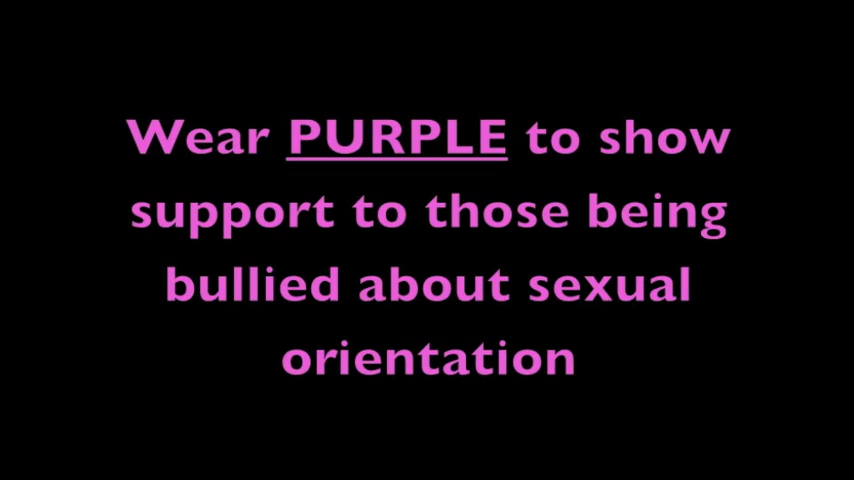 Wear PURPLE to show
support to those being
bullied about sexual
orientation